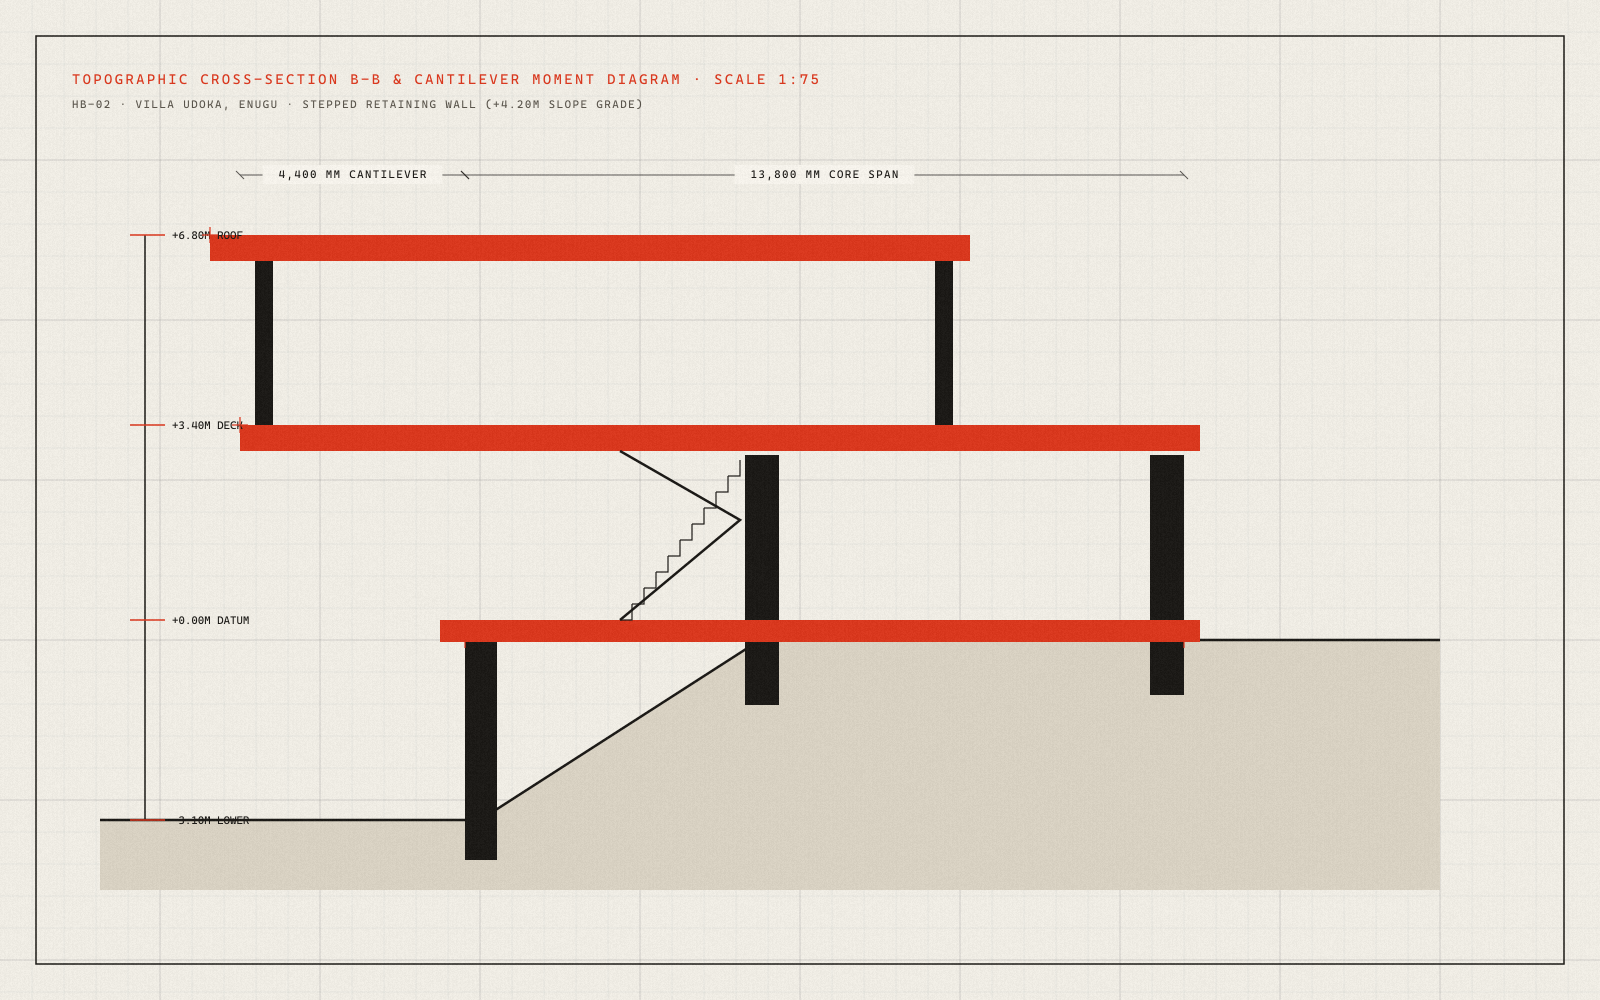 TOPOGRAPHIC CROSS-SECTION B-B & CANTILEVER MOMENT DIAGRAM · SCALE 1:75
HB-02 · VILLA UDOKA, ENUGU · STEPPED RETAINING WALL (+4.20M SLOPE GRADE)
4,400 MM CANTILEVER
13,800 MM CORE SPAN
+6.80M ROOF
+3.40M DECK
+0.00M DATUM
-3.10M LOWER